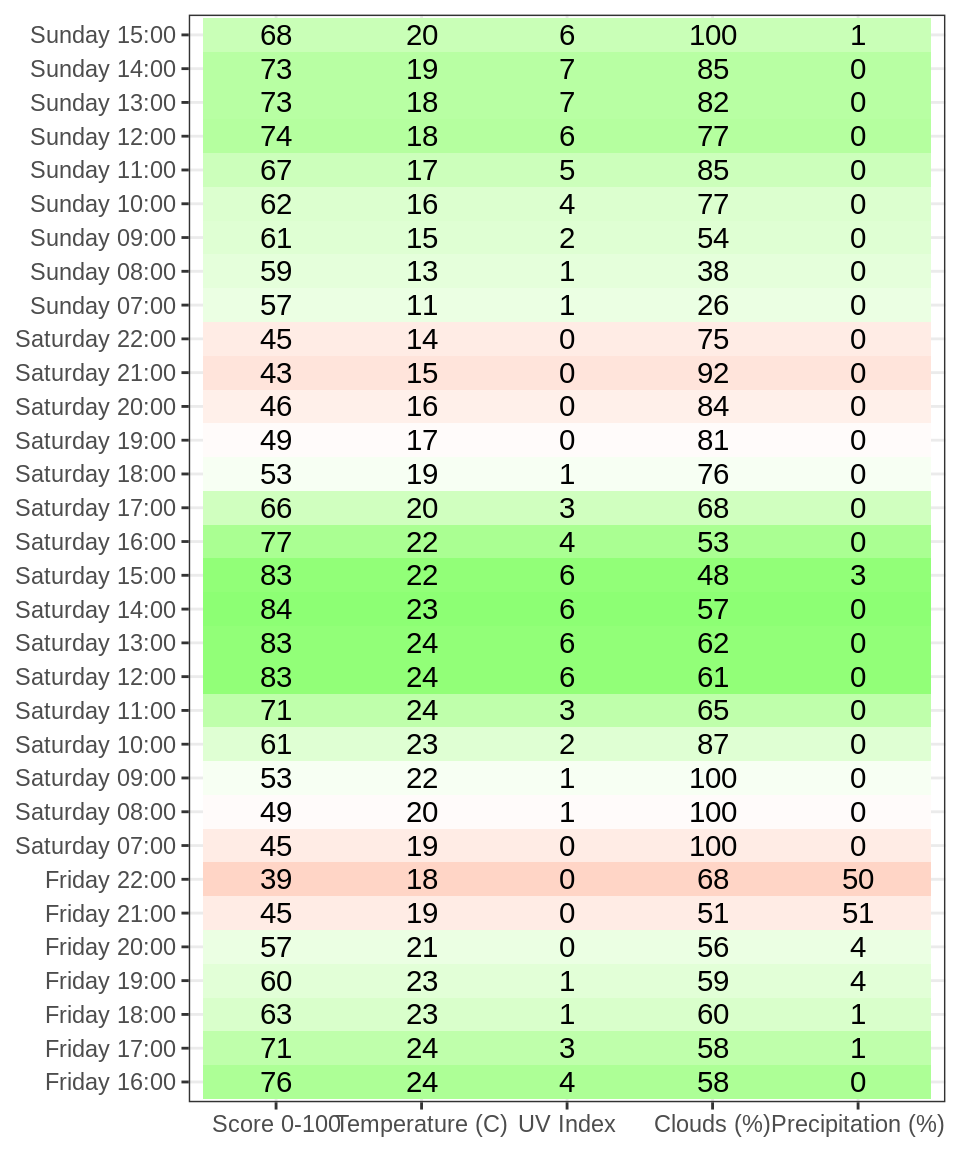 Sunday 15:00 68 20 6 100 1
Sunday 14:00 73 19 7 85 0
Sunday 13:00 73 18 7 82 0
Sunday 12:00 74 18 6 77 0
Sunday 11:00 67 17 5 85 0
Sunday 10:00 62 16 4 77 0
Sunday 09:00 61 15 2 54 0
Sunday 08:00 59 13 1 38 0
Sunday 07:00 57 11 1 26 0
Saturday 22:00 45 14 0 75 0
Saturday 21:00 43 15 0 92 0
Saturday 20:00 46 16 0 84 0
Saturday 19:00 49 17 0 81 0
Saturday 18:00 53 19 1 76 0
Saturday 17:00 66 20 3 68 0
Saturday 16:00 77 22 4 53 0
Saturday 15:00 83 22 6 48 3
Saturday 14:00 84 23 6 57 0
Saturday 13:00 83 24 6 62 0
Saturday 12:00 83 24 6 61 0
Saturday 11:00 71 24 3 65 0
Saturday 10:00 61 23 2 87 0
Saturday 09:00 53 22 1 100 0
Saturday 08:00 49 20 1 100 0
Saturday 07:00 45 19 0 100 0
Friday 22:00 39 18 0 68 50
Friday 21:00 45 19 0 51 51
Friday 20:00 57 21 0 56 4
Friday 19:00 60 23 1 59 4
Friday 18:00 63 23 1 60 1
Friday 17:00 71 24 3 58 1
Friday 16:00 76 24 4 58 0
Score 0-100 Temperature (C) UV Index Clouds (%) Precipitation (%)